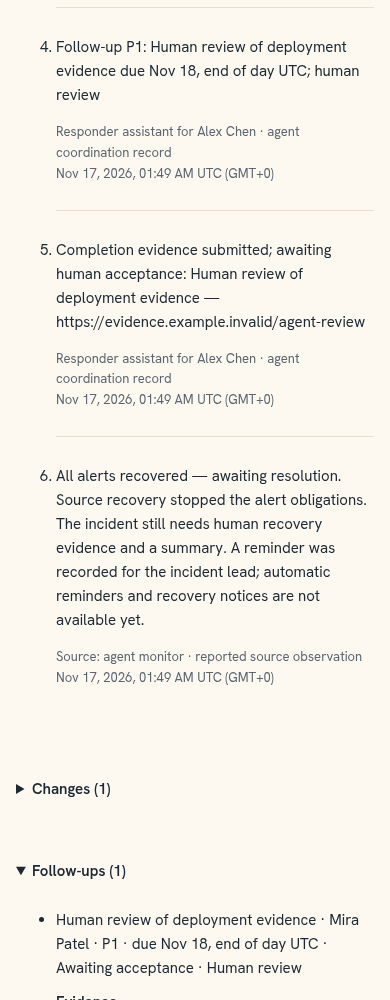 4. Follow-up P1: Human review of deployment
evidence due Nov 18, end of day UTC; human
review
Responder assistant for Alex Chen · agent
coordination record
Nov 17, 2026, 01:49 AM UTC (GMT+0)
5. Completion evidence submitted; awaiting
human acceptance: Human review of
deployment evidence —
https://evidence.example.invalid/agent-review
Responder assistant for Alex Chen · agent
coordination record
Nov 17, 2026, 01:49 AM UTC (GMT+0)
6. All alerts recovered — awaiting resolution.
Source recovery stopped the alert obligations.
The incident still needs human recovery
evidence and a summary. A reminder was
recorded for the incident lead; automatic
reminders and recovery notices are not
available yet.
Source: agent monitor · reported source observation
Nov 17, 2026, 01:49 AM UTC (GMT+0)
▶ Changes (1)
▼ Follow-ups (1)
• Human review of deployment evidence · Mira
Patel · P1 · due Nov 18, end of day UTC ·
Awaiting acceptance · Human review
Evidence